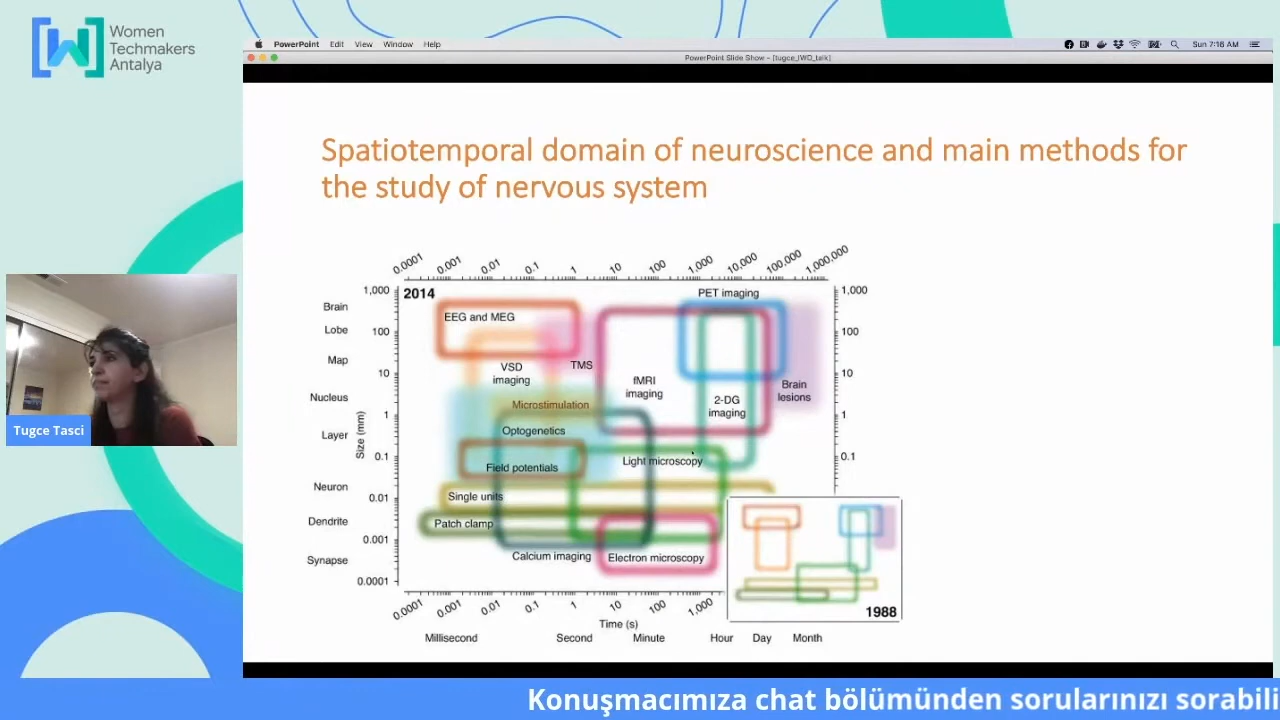 Women
Techmakers
Antalya
PowerPoint Edit View Window Help
Sun 7:16 AM
PowerPoint Slide Show - [tugce_IWD_talk]
Spatiotemporal domain of neuroscience and main methods for
the study of nervous system
0.0001 0.001 0.01 0.1 1 10 100 1,000 10,000 100,000 1,000,000
2014
PET imaging
Brain
Lobe
Map
Nucleus
Layer
Neuron
Dendrite
Synapse
Size (mm)
1,000
100
10
1
0.1
0.01
0.001
0.0001
EEG and MEG
VSD
imaging
TMS
fMRI
imaging
2-DG
imaging
Brain
lesions
Microstimulation
Optogenetics
Field potentials
Light microscopy
Single units
Patch clamp
Calcium imaging
Electron microscopy
1,000
100
10
1
0.1
1988
0.0001 0.001 0.01 0.1 1 10 100 1,000
Time (s)
Millisecond Second Minute Hour Day Month
Tugce Tasci
Konuşmacımıza chat bölümünden sorularınızı sorabili